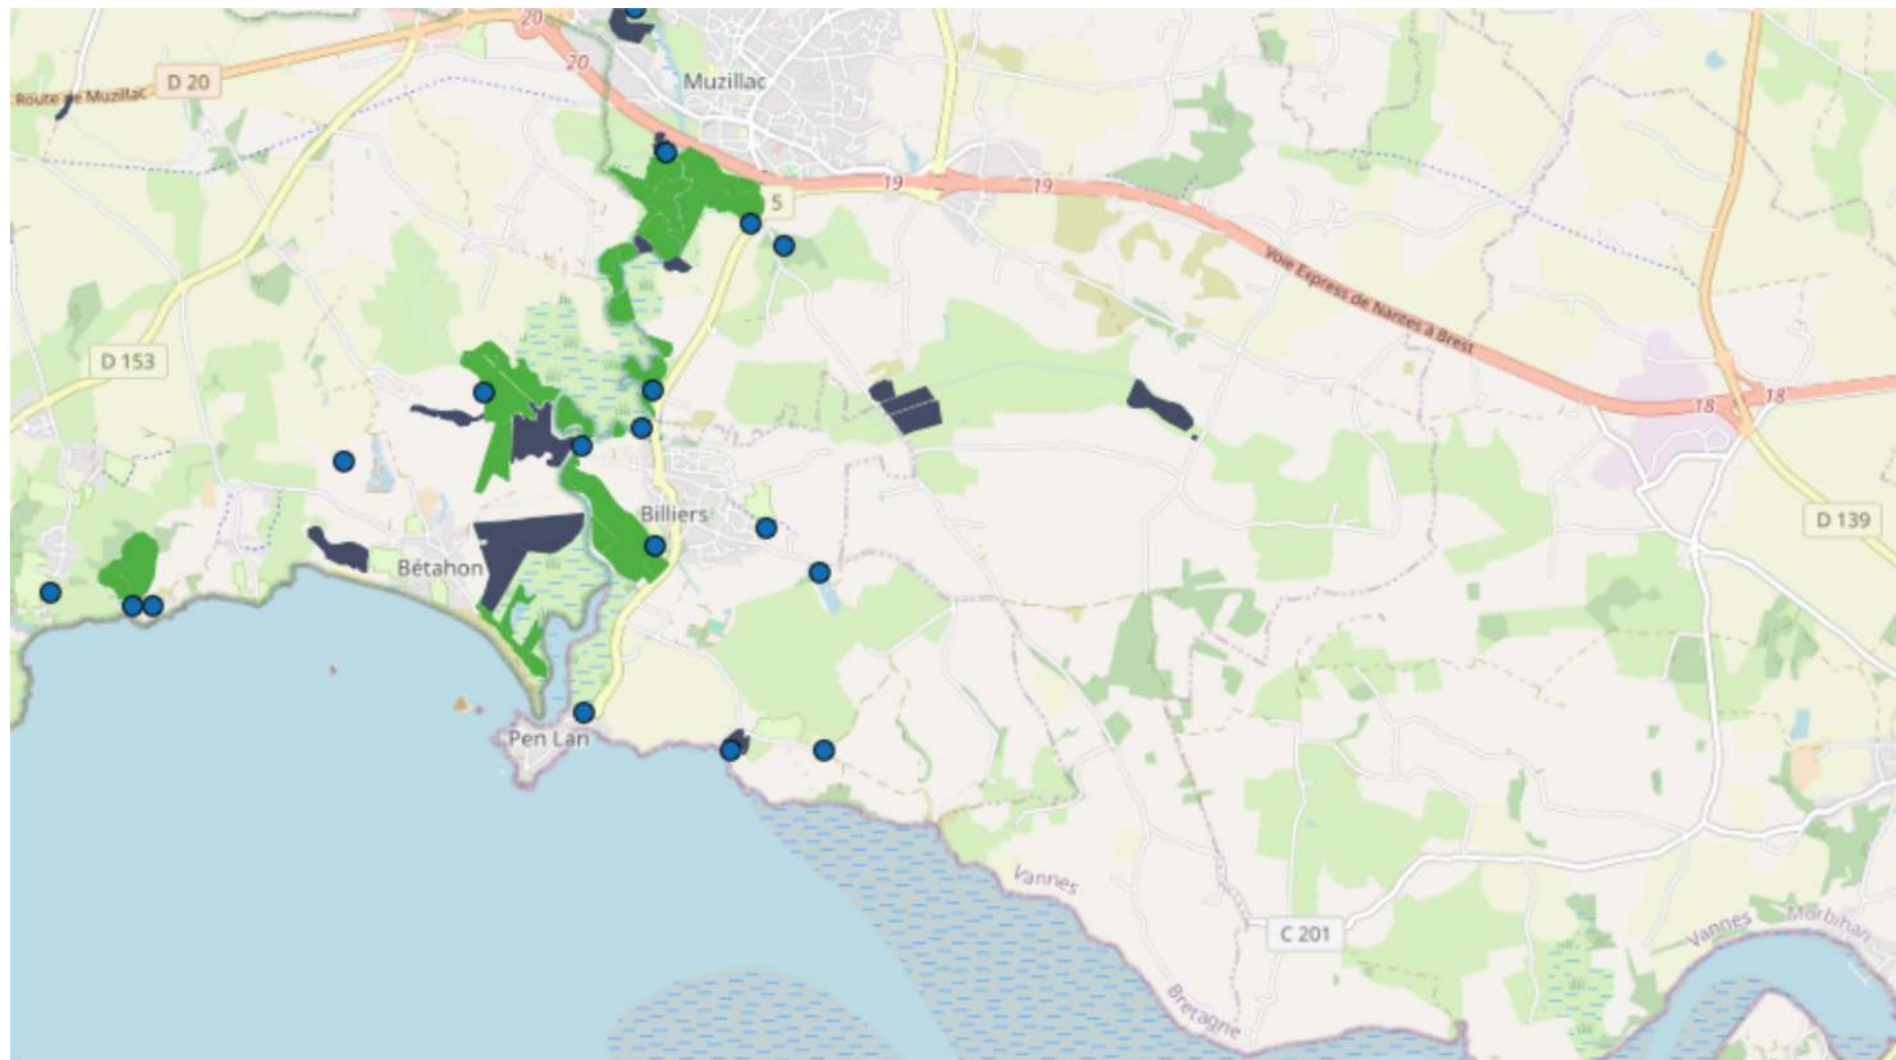 20
20
Muzillac
D 20
Route de Muzillac
19
19
5
Voie Express de Nantes à Brest
D 153
18
18
Billiers
D 139
Bétahon
Pen Lan
Vannes
C 201
Vannes
Morbihan
Bretagne